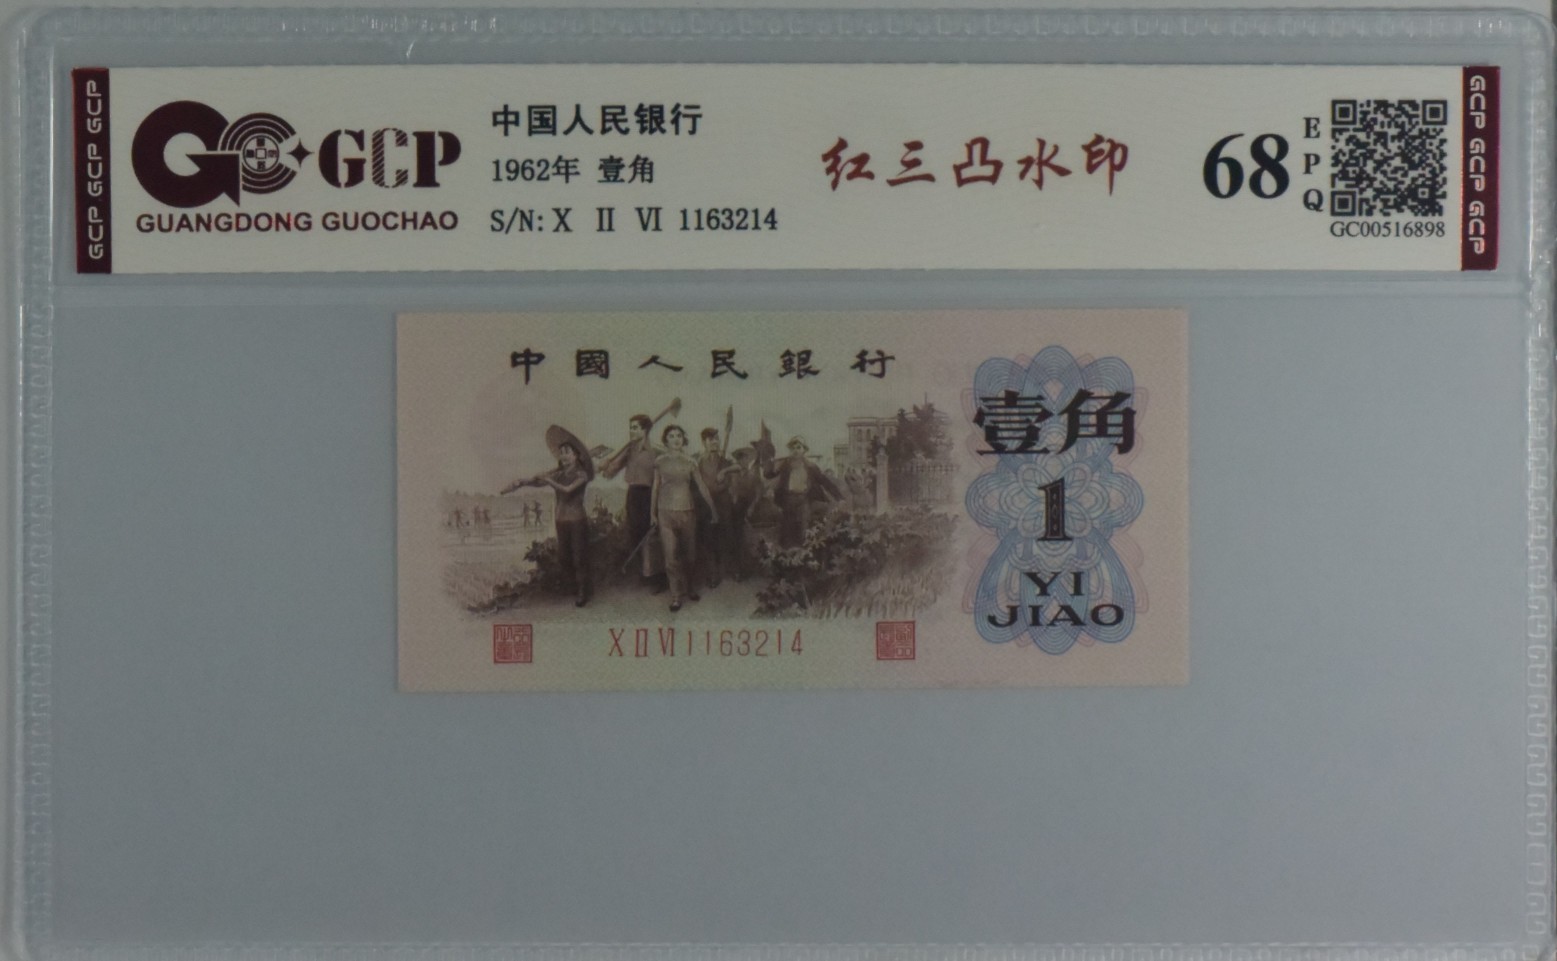 GCP
GUANGDONG GUOCHAO
中国人民银行
1962年 壹角
S/N: X II VI 1163214
红三凸水印
68
EPQ
GC00516898
GCP GCP GCP
GCP GCP GCP
中國人民銀行
壹角
1
YI
JIAO
X II VI 1163214